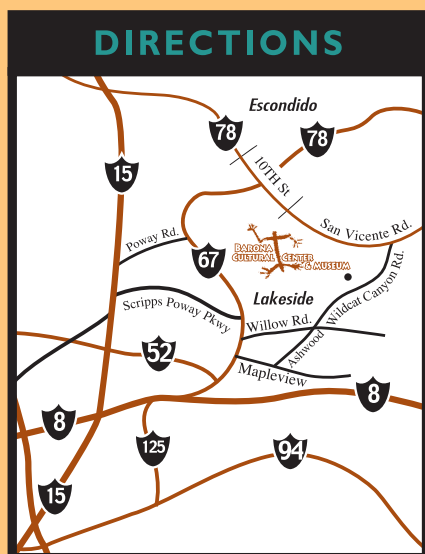 DIRECTIONS
Escondido
78
78
15
10TH St
San Vicente Rd.
Poway Rd.
67
BARONA
CULTURAL CENTER
& MUSEUM
Wildcat Canyon Rd.
Lakeside
Scripps Poway Pkwy
Willow Rd.
Ashwood
52
Mapleview
8
8
125
94
15